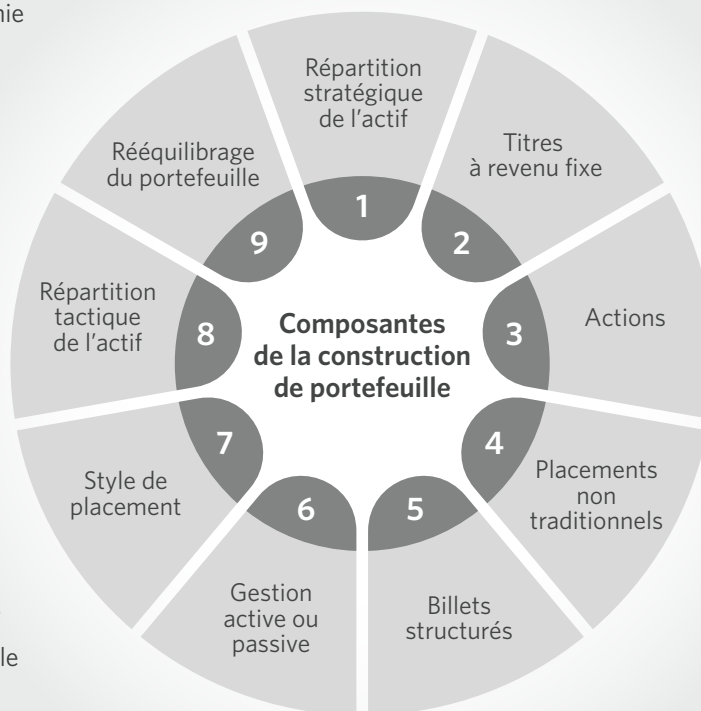 nie
Répartition
stratégique
de l'actif
Titres
à revenu fixe
Actions
Placements
non
traditionnels
Billets
structurés
Gestion
active ou
passive
Style de
placement
Répartition
tactique
de l'actif
Rééquilibrage
du portefeuille
1
2
3
4
5
6
7
8
9
Composantes
de la construction
de portefeuille
le